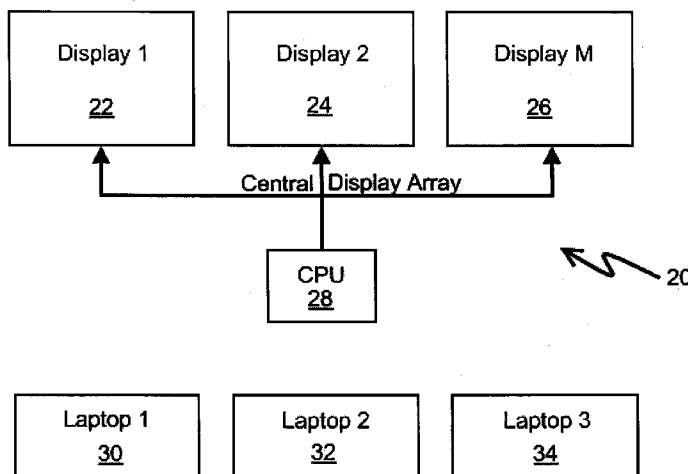 Display 1
Display 2
Display M
22
24
26
Central Display Array
CPU
28
20
Laptop 1
Laptop 2
Laptop 3
30
32
34